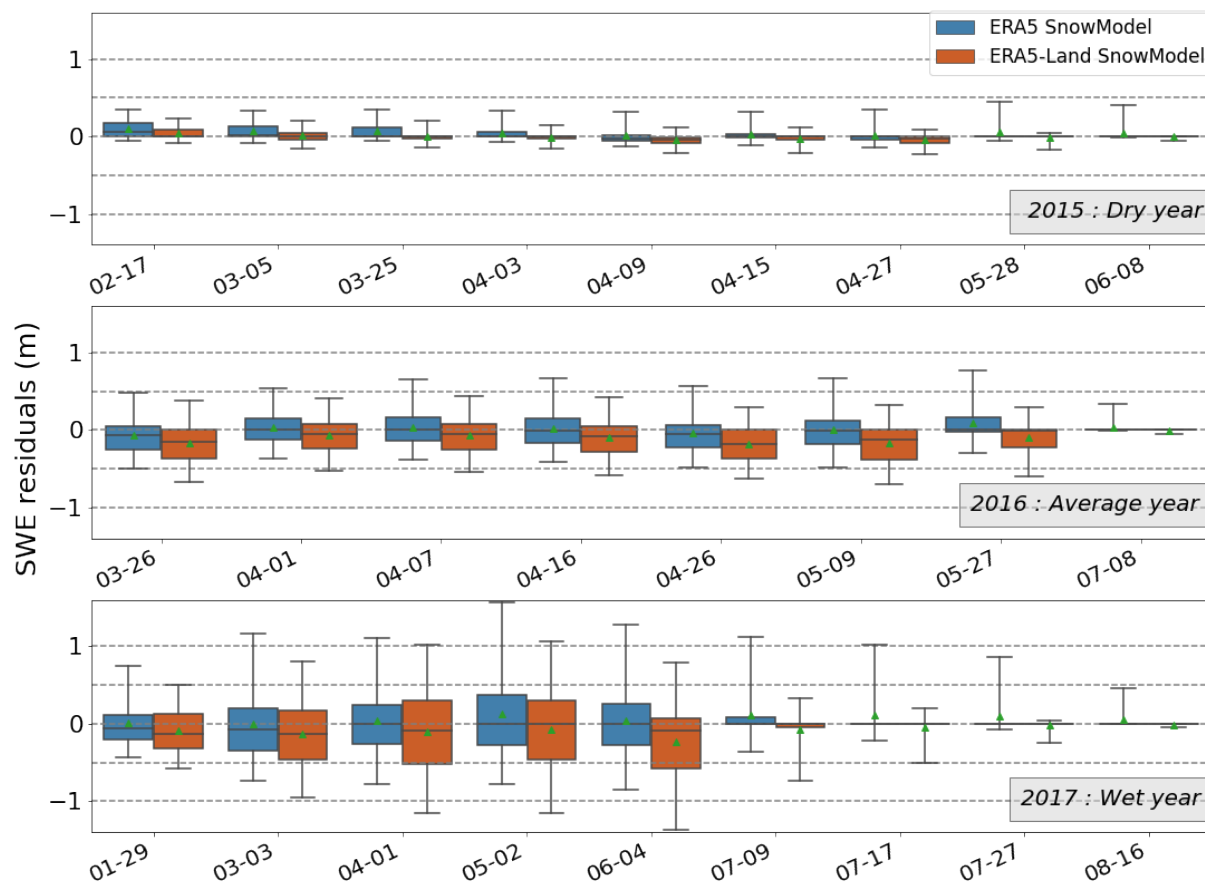 ERA5 SnowModel
ERA5-Land SnowModel
1
0
−1
2015 : Dry year
02-17 03-05 03-25 04-03 04-09 04-15 04-27 05-28 06-08
SWE residuals (m)
1
0
−1
2016 : Average year
03-26 04-01 04-07 04-16 04-26 05-09 05-27 07-08
1
0
−1
2017 : Wet year
01-29 03-03 04-01 05-02 06-04 07-09 07-17 07-27 08-16